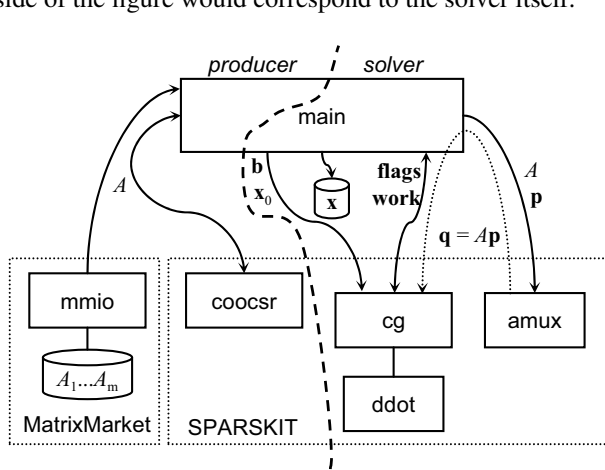 side of the figure would correspond to the solver itself.
producer solver
main
b
x₀
x
flags
work
A
p
A
q = Ap
mmio
coocsr
cg
amux
A₁...Aₘ
ddot
MatrixMarket
SPARSKIT